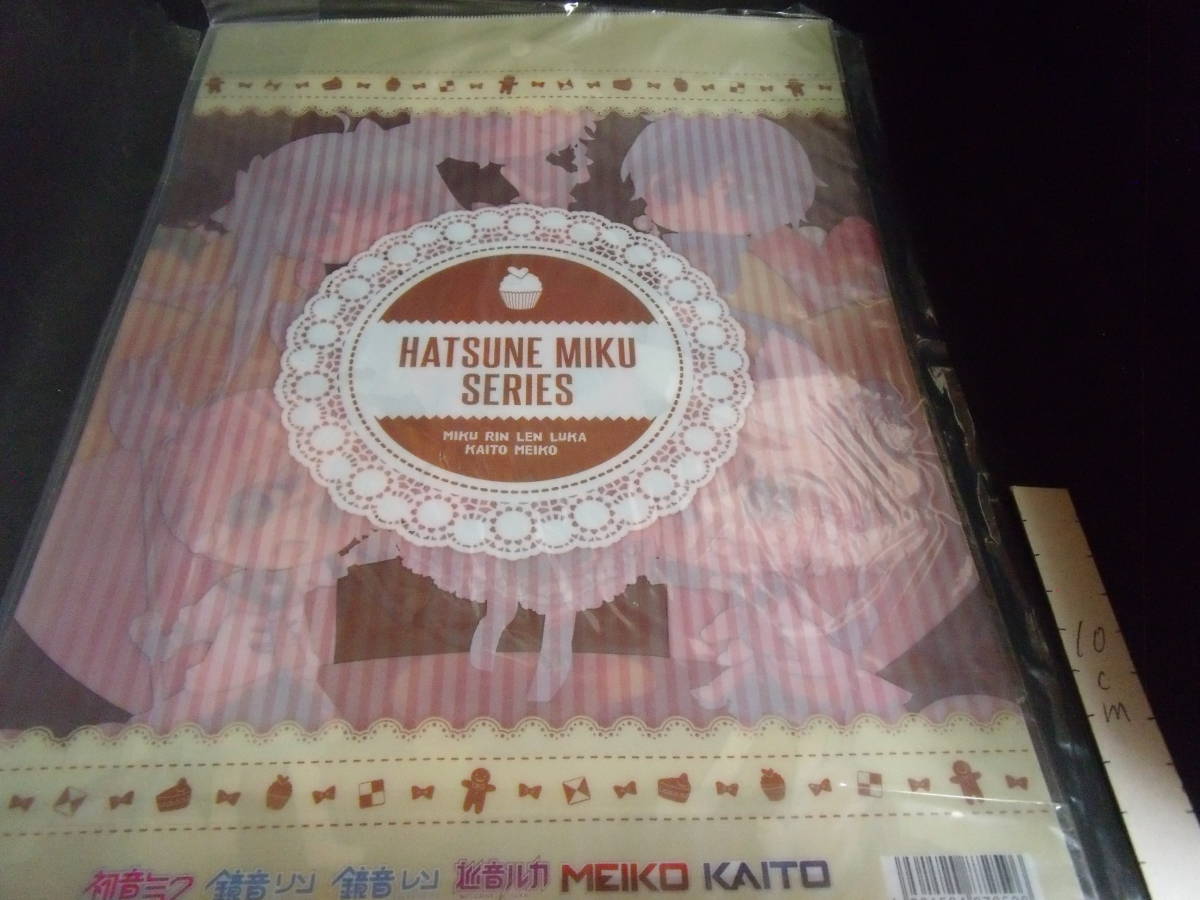 HATSUNE MIKU
SERIES
MIKU RIN LEN LUKA
KAITO MEIKO
10
c
m
初音ミク 鏡音リン 鏡音レン 巡音ルカ MEIKO KAITO